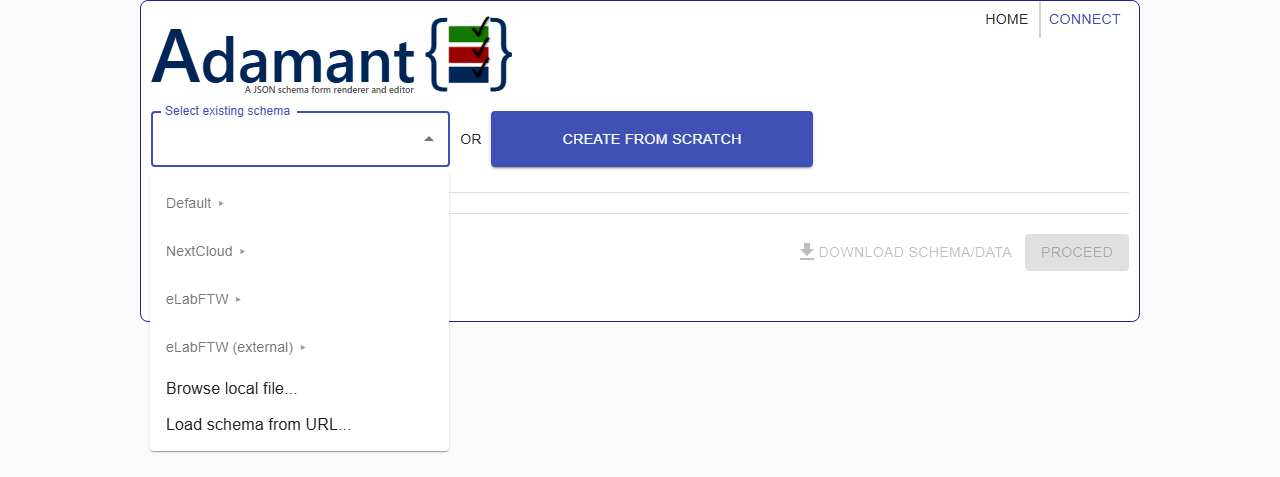 HOME
CONNECT
Adamant
A JSON schema form renderer and editor
Select existing schema
OR
CREATE FROM SCRATCH
Default ▸
NextCloud ▸
eLabFTW ▸
eLabFTW (external) ▸
Browse local file...
Load schema from URL...
DOWNLOAD SCHEMA/DATA
PROCEED